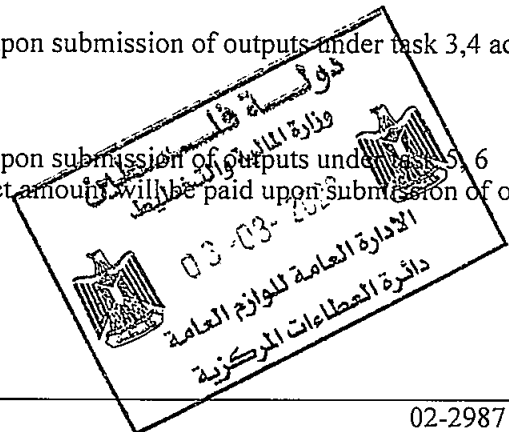 pon submission of outputs under task 3,4 ac
دولة فلسطين
وزارة المالية والتخطيط
pon submission of outputs under task 5, 6
ct amount will be paid upon submission of o
03-03-
الادارة العامة للوازم العامة
دائرة العطاءات المركزية
02-2987